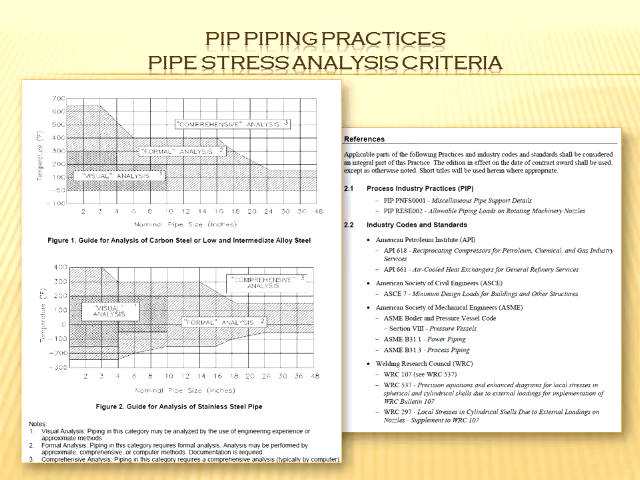 PIP PIPING PRACTICES
PIPE STRESS ANALYSIS CRITERIA
700
600
500
400
300
200
100
0
-50
-100
Temperature (°F)
"COMPREHENSIVE" ANALYSIS 3
"FORMAL" ANALYSIS 2
"VISUAL" ANALYSIS 1
2 3 4 6 8 10 12 14 16 18 20 24 30 36 48
Nominal Pipe Size (Inches)
Figure 1. Guide for Analysis of Carbon Steel or Low and Intermediate Alloy Steel
400
300
200
100
0
-100
-200
-300
Temperature (°F)
"COMPREHENSIVE" 3
ANALYSIS
"VISUAL" 1
ANALYSIS
"FORMAL" ANALYSIS 2
2 3 4 6 8 10 12 14 16 18 20 24 30 36 48
Nominal Pipe Size (Inches)
Figure 2. Guide for Analysis of Stainless Steel Pipe
Notes:
1. Visual Analysis. Piping in this category may be analyzed by the use of engineering experience or
approximate methods.
2. Formal Analysis. Piping in this category requires formal analysis. Analysis may be performed by
approximate, comprehensive, or computer methods. Documentation is required.
3. Comprehensive Analysis. Piping in this category requires a comprehensive analysis (typically by computer).
References
Applicable parts of the following Practices and industry codes and standards shall be considered
an integral part of this Practice. The edition in effect on the date of contract award shall be used,
except as otherwise noted. Short titles will be used herein where appropriate.
2.1 Process Industry Practices (PIP)
– PIP PNFS0001 - Miscellaneous Pipe Support Details
– PIP RESE002 - Allowable Piping Loads on Rotating Machinery Nozzles
2.2 Industry Codes and Standards
• American Petroleum Institute (API)
– API 618 - Reciprocating Compressors for Petroleum, Chemical, and Gas Industry
Services
– API 661 - Air-Cooled Heat Exchangers for General Refinery Services
• American Society of Civil Engineers (ASCE)
– ASCE 7 - Minimum Design Loads for Buildings and Other Structures
• American Society of Mechanical Engineers (ASME)
– ASME Boiler and Pressure Vessel Code
– Section VIII - Pressure Vessels
– ASME B31.1 - Power Piping
– ASME B31.3 - Process Piping
• Welding Research Council (WRC)
– WRC 107 (see WRC 537)
– WRC 537 - Precision equations and enhanced diagrams for local stresses in
spherical and cylindrical shells due to external loadings for implementation of
WRC Bulletin 107
– WRC 297 - Local Stresses in Cylindrical Shells Due to External Loadings on
Nozzles - Supplement to WRC 107